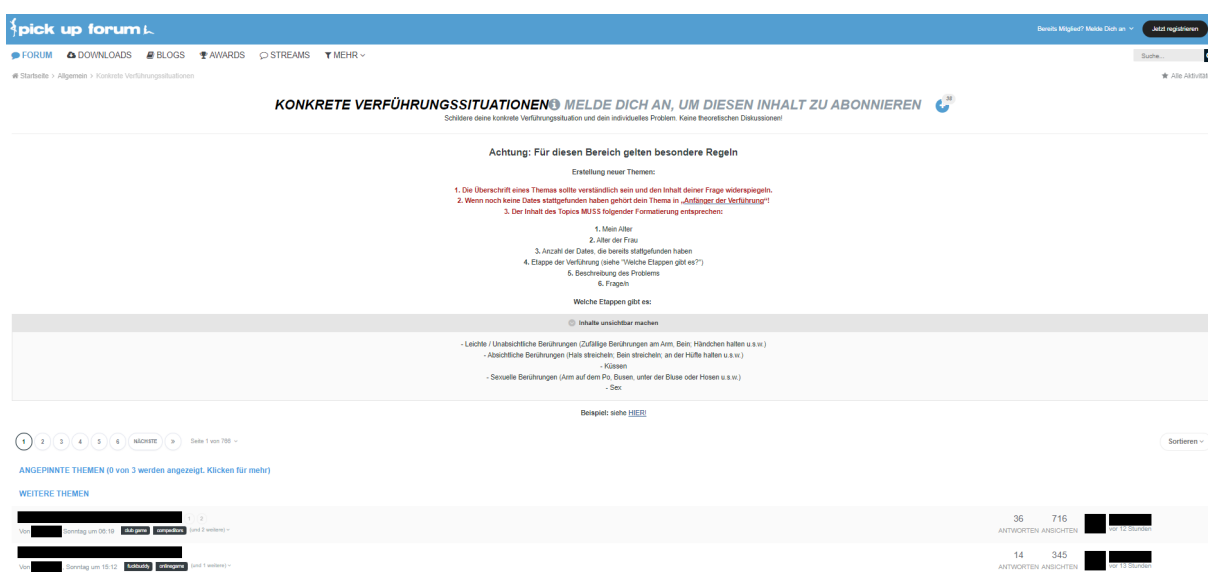 pick up forum
Bereits Mitglied? Melde Dich an
Jetzt registrieren
FORUM DOWNLOADS BLOGS AWARDS STREAMS MEHR
Suche...
Startseite > Allgemein > Konkrete Verführungssituationen
Alle Aktivität
KONKRETE VERFÜHRUNGSSITUATIONEN MELDE DICH AN, UM DIESEN INHALT ZU ABONNIEREN
Schildere deine konkrete Verführungssituation und dein individuelles Problem. Keine theoretischen Diskussionen!
Achtung: Für diesen Bereich gelten besondere Regeln
Erstellung neuer Themen:
1. Die Überschrift eines Themas sollte verständlich sein und den Inhalt deiner Frage widerspiegeln.
2. Wenn noch keine Dates stattgefunden haben gehört dein Thema in „Anfänger der Verführung"!
3. Der Inhalt des Topics MUSS folgender Formatierung entsprechen:
1. Mein Alter
2. Alter der Frau
3. Anzahl der Dates, die bereits stattgefunden haben
4. Etappe der Verführung (siehe "Welche Etappen gibt es?")
5. Beschreibung des Problems
6. Frage/n
Welche Etappen gibt es:
Inhalte unsichtbar machen
- Leichte / Unabsichtliche Berührungen (Zufällige Berührungen am Arm, Bein; Händchen halten u.s.w.)
- Absichtliche Berührungen (Hals streicheln; Bein streicheln; an der Hüfte halten u.s.w.)
- Küssen
- Sexuelle Berührungen (Arm auf dem Po, Busen, unter der Bluse oder Hosen u.s.w.)
- Sex
Beispiel: siehe HIER!
1 2 3 4 5 6 NÄCHSTE » Seite 1 von 766
Sortieren
ANGEPINNTE THEMEN (0 von 3 werden angezeigt. Klicken für mehr)
WEITERE THEMEN
1 2
36 716
Von Sonntag um 06:19 club game competitors (und 2 weitere)
ANTWORTEN ANSICHTEN
vor 12 Stunden
14 345
Von , Sonntag um 15:12 fuckbuddy onlinegame (und 1 weitere)
ANTWORTEN ANSICHTEN
vor 13 Stunden